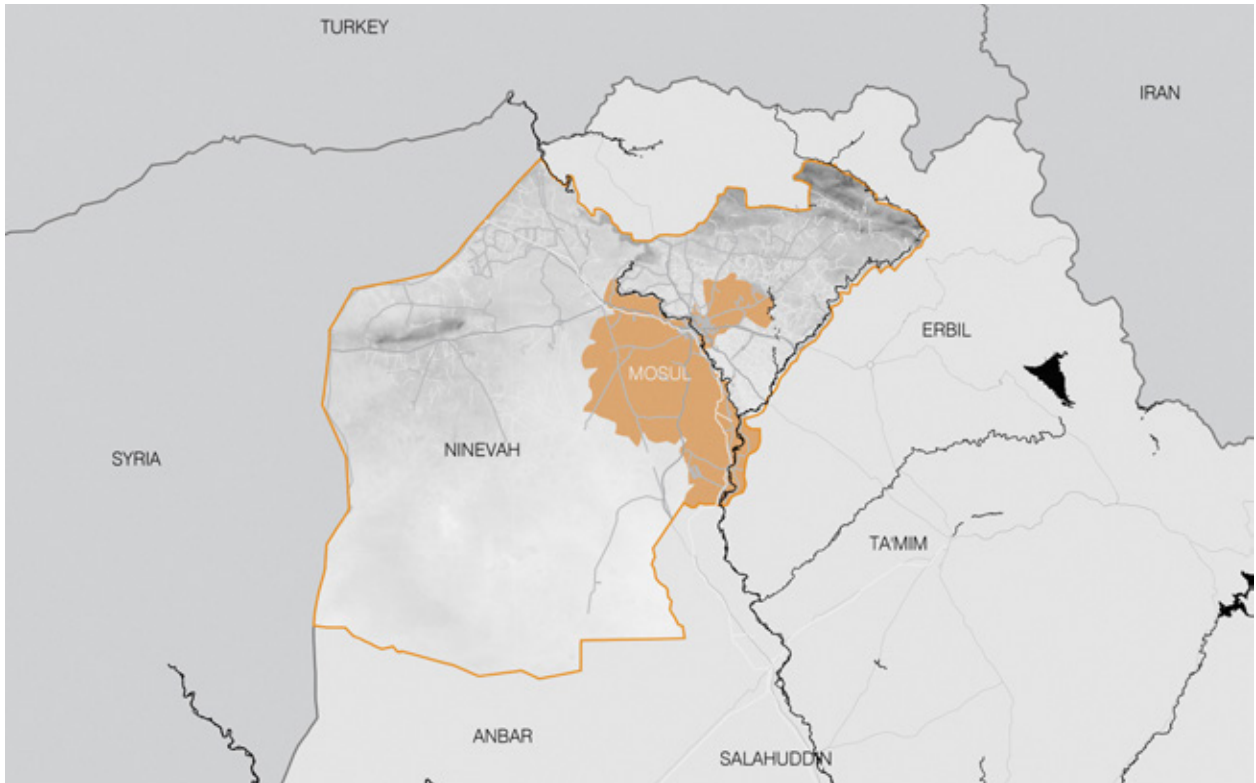 TURKEY
IRAN
ERBIL
MOSUL
NINEVAH
SYRIA
TA'MIM
ANBAR
SALAHUDDIN